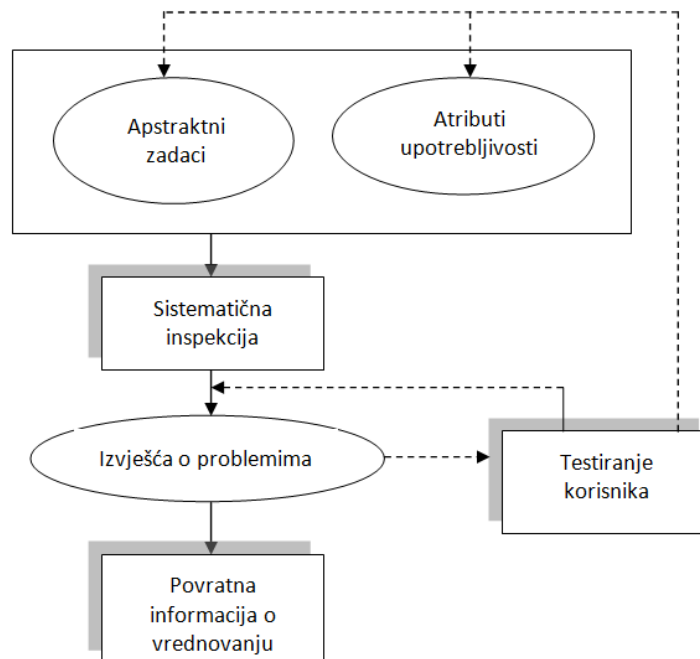 Apstraktni
zadaci
Atributi
upotrebljivosti
Sistematična
inspekcija
Izvješća o problemima
Testiranje
korisnika
Povratna
informacija o
vrednovanju